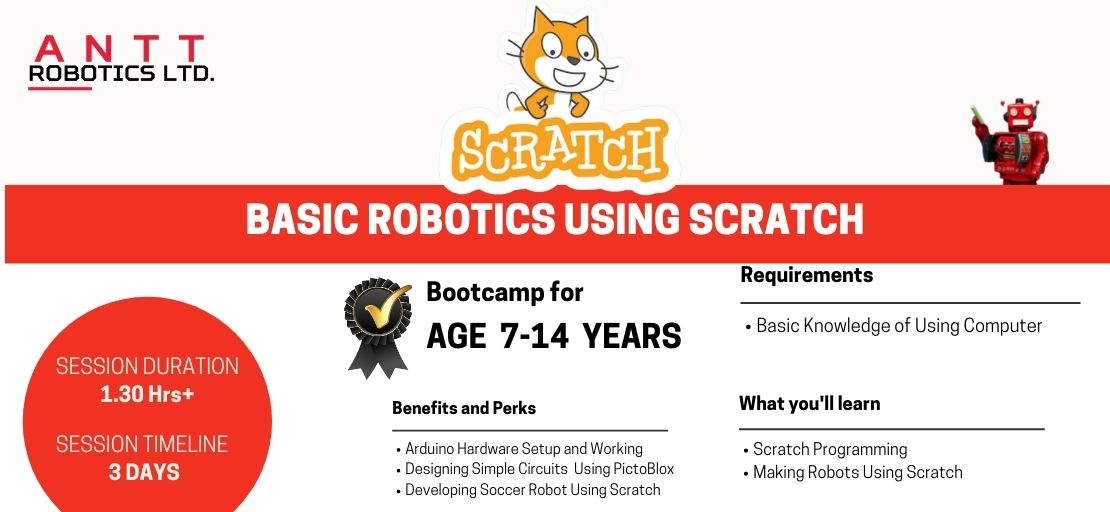 ANTT
ROBOTICS LTD.
SCRATCH
BASIC ROBOTICS USING SCRATCH
SESSION DURATION
1.30 Hrs+
SESSION TIMELINE
3 DAYS
Bootcamp for
AGE 7-14 YEARS
Benefits and Perks
• Arduino Hardware Setup and Working
• Designing Simple Circuits Using PictoBlox
• Developing Soccer Robot Using Scratch
Requirements
• Basic Knowledge of Using Computer
What you'll learn
• Scratch Programming
• Making Robots Using Scratch